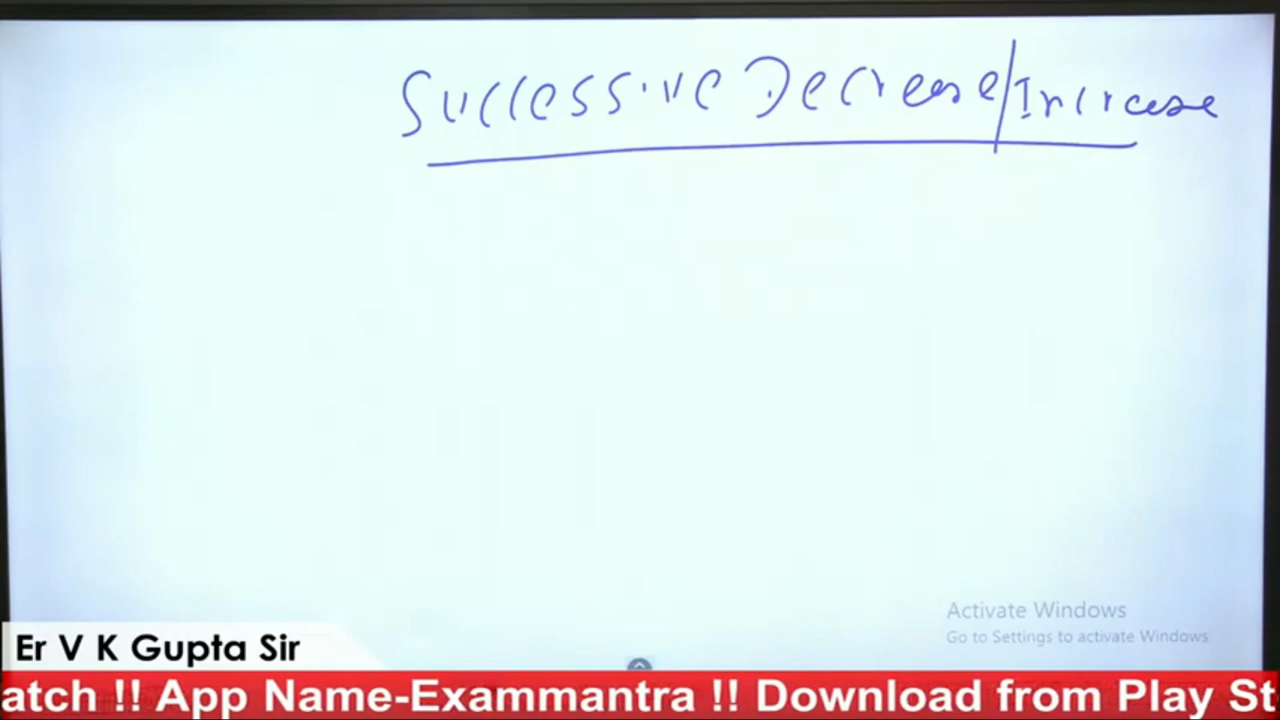 Successive Decrease/Increase
Activate Windows
Go to Settings to activate Windows
Er V K Gupta Sir
atch !! App Name-Exammantra !! Download from Play St